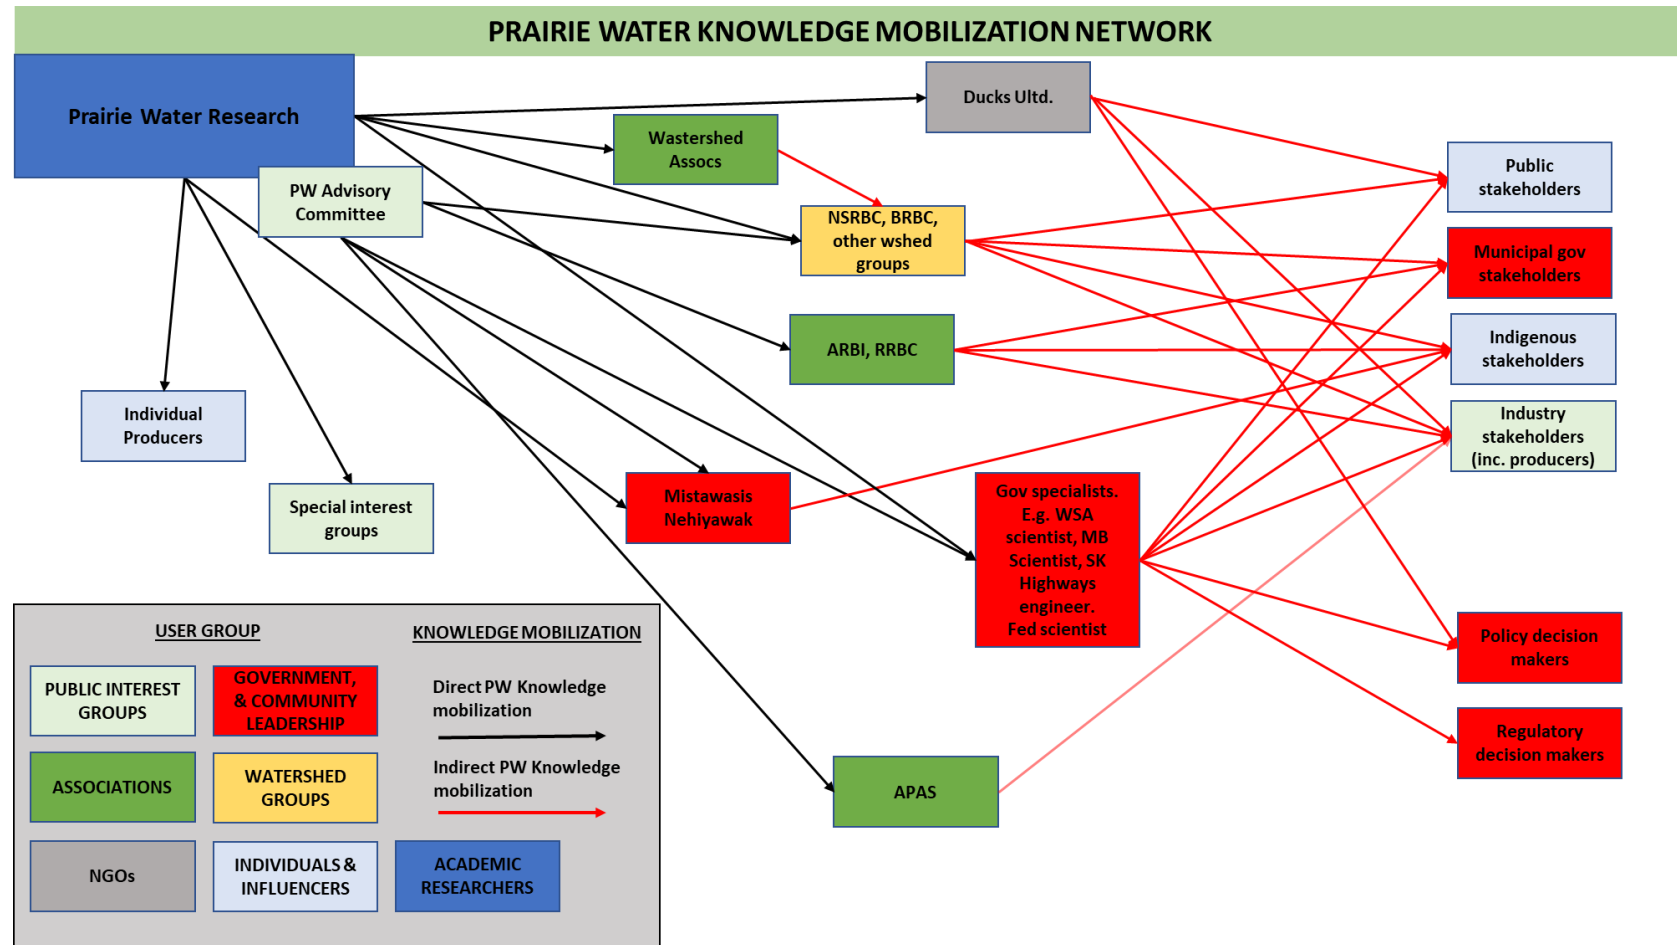 PRAIRIE WATER KNOWLEDGE MOBILIZATION NETWORK
Prairie Water Research
PW Advisory
Committee
Ducks Ultd.
Wastershed
Assocs
NSRBC, BRBC,
other wshed
groups
ARBI, RRBC
Individual
Producers
Special interest
groups
Mistawasis
Nehiyawak
Gov specialists.
E.g. WSA
scientist, MB
Scientist, SK
Highways
engineer.
Fed scientist
APAS
Public
stakeholders
Municipal gov
stakeholders
Indigenous
stakeholders
Industry
stakeholders
(inc. producers)
Policy decision
makers
Regulatory
decision makers
USER GROUP
PUBLIC INTEREST
GROUPS
GOVERNMENT,
& COMMUNITY
LEADERSHIP
ASSOCIATIONS
WATERSHED
GROUPS
NGOs
INDIVIDUALS &
INFLUENCERS
ACADEMIC
RESEARCHERS
KNOWLEDGE MOBILIZATION
Direct PW Knowledge
mobilization
Indirect PW Knowledge
mobilization